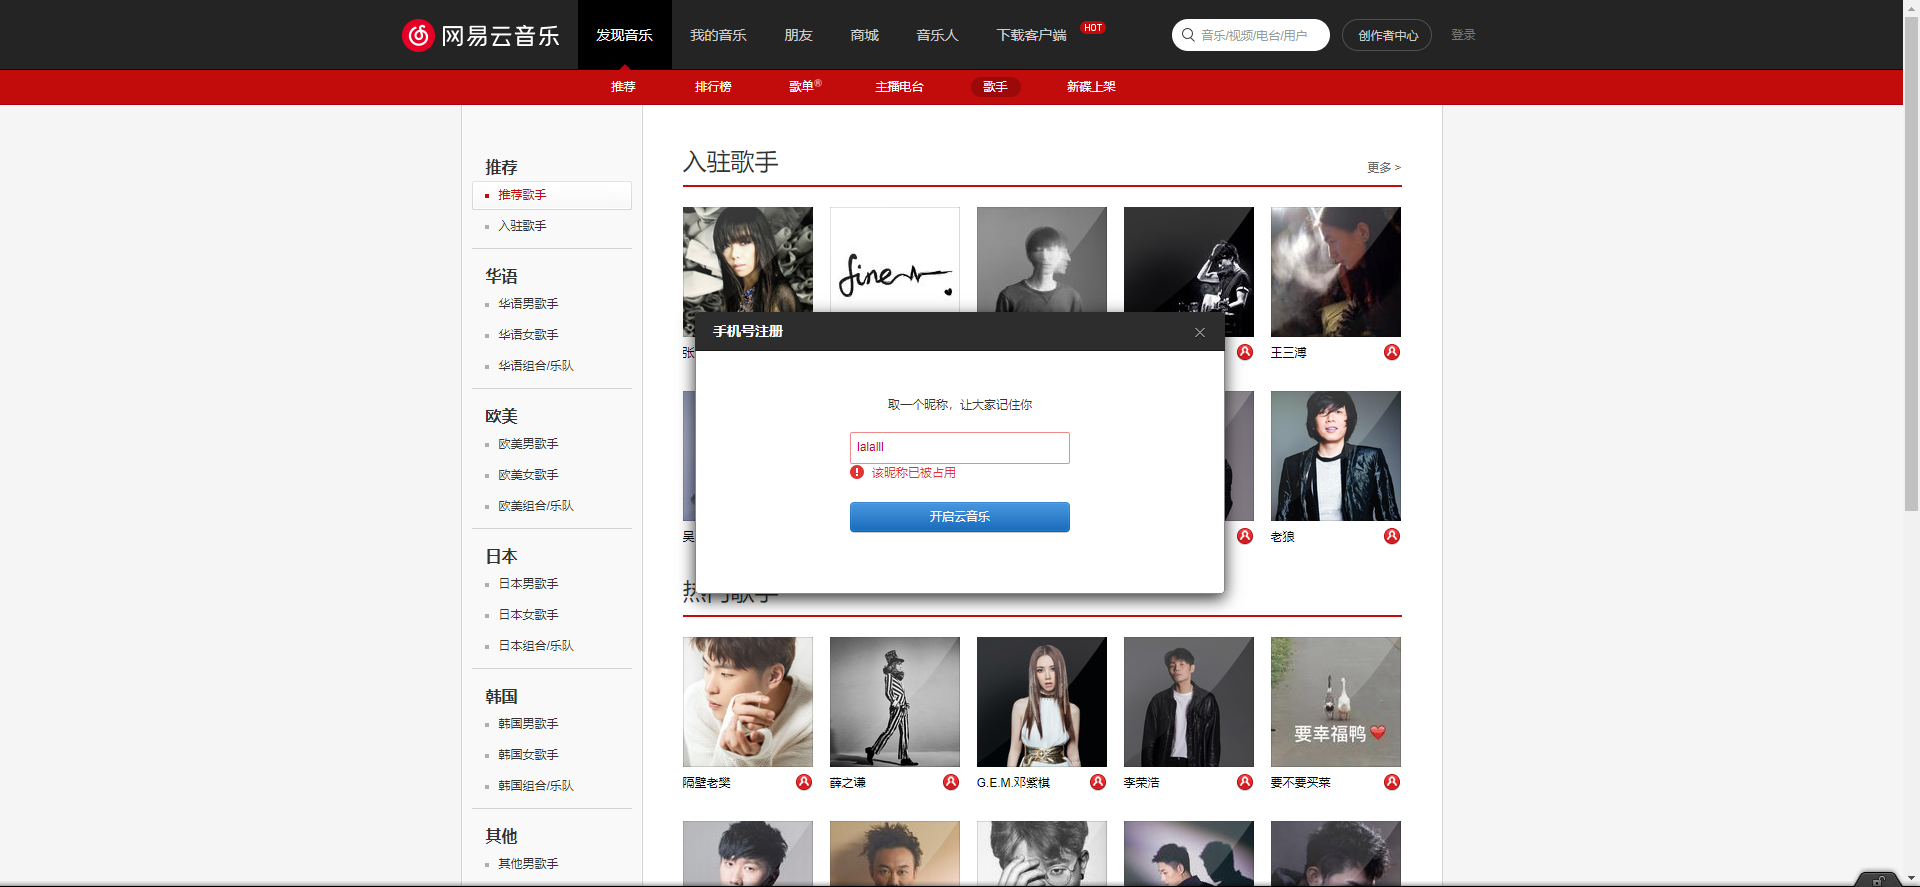 网易云音乐
发现音乐
我的音乐
朋友
商城
音乐人
下载客户端
HOT
音乐/视频/电台/用户
创作者中心
登录
推荐
排行榜
歌单®
主播电台
歌手
新碟上架
推荐
推荐歌手
入驻歌手
华语
华语男歌手
华语女歌手
华语组合/乐队
欧美
欧美男歌手
欧美女歌手
欧美组合/乐队
日本
日本男歌手
日本女歌手
日本组合/乐队
韩国
韩国男歌手
韩国女歌手
韩国组合/乐队
其他
其他男歌手
入驻歌手
更多 >
fine
张
王三溥
吴
老狼
手机号注册
取一个昵称，让大家记住你
lalalll
该昵称已被占用
开启云音乐
热门歌手
要幸福鸭
隔壁老樊
薛之谦
G.E.M.邓紫棋
李荣浩
要不要买菜